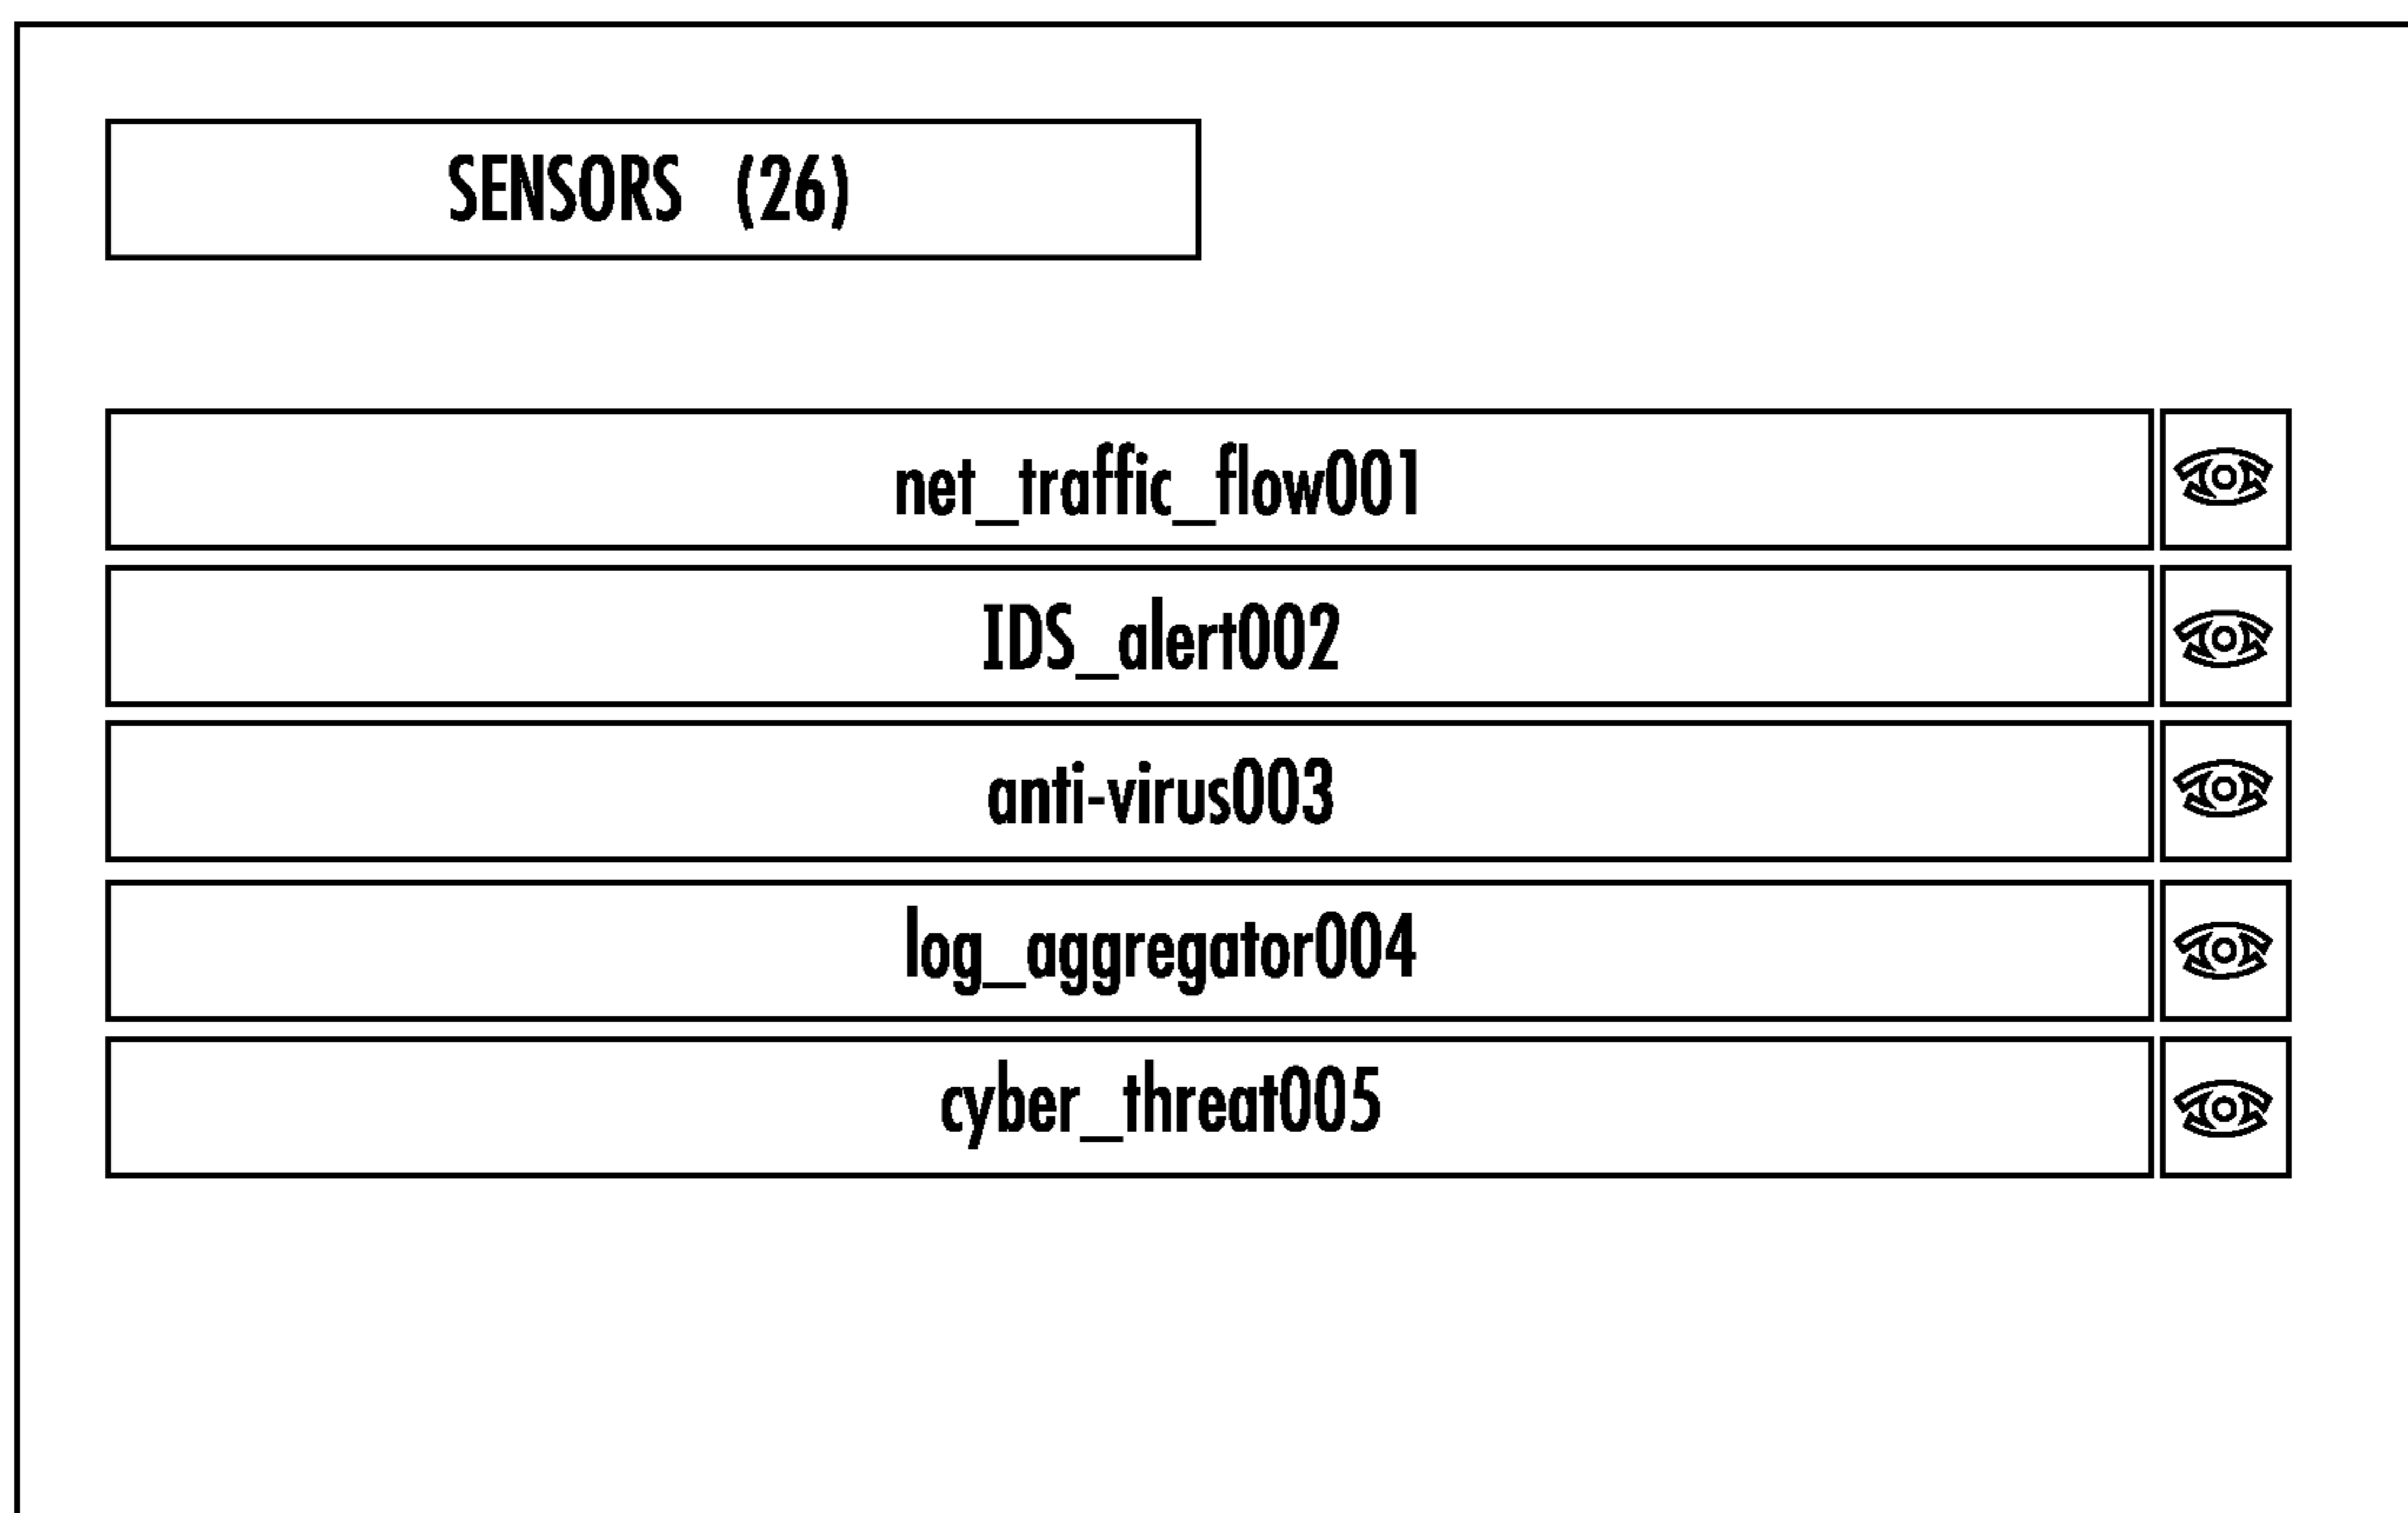 SENSORS (26)
net_traffic_flow001
IDS_alert002
anti-virus003
log_aggregator004
cyber_threat005